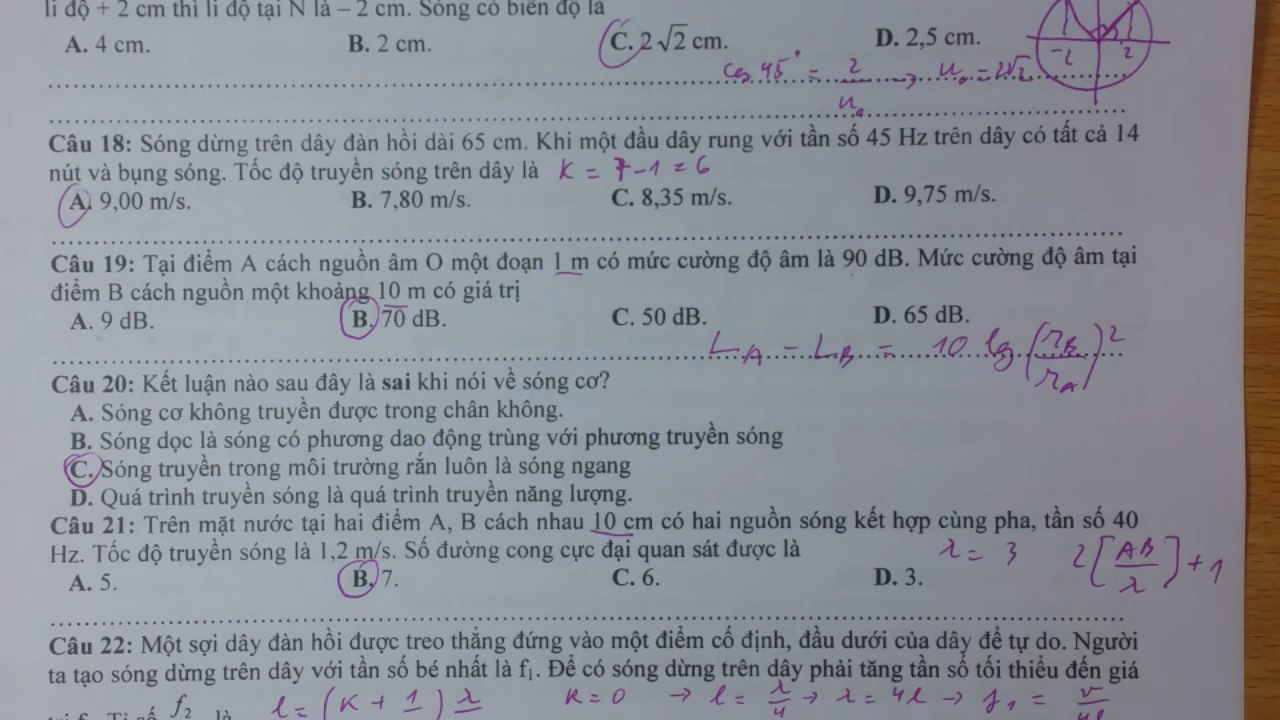 li độ + 2 cm thì li độ tại N là – 2 cm. Sóng có biên độ là
A. 4 cm. B. 2 cm. C. 2√2 cm. D. 2,5 cm.
-2 2
cos 45° = 2/u₀ → u₀ = 2√2
Câu 18: Sóng dừng trên dây đàn hồi dài 65 cm. Khi một đầu dây rung với tần số 45 Hz trên dây có tất cả 14
nút và bụng sóng. Tốc độ truyền sóng trên dây là K = 7 - 1 = 6
A. 9,00 m/s. B. 7,80 m/s. C. 8,35 m/s. D. 9,75 m/s.
Câu 19: Tại điểm A cách nguồn âm O một đoạn 1 m có mức cường độ âm là 90 dB. Mức cường độ âm tại
điểm B cách nguồn một khoảng 10 m có giá trị
A. 9 dB. B. 70 dB. C. 50 dB. D. 65 dB.
L_A - L_B = 10 lg (r_B/r_A)²
Câu 20: Kết luận nào sau đây là sai khi nói về sóng cơ?
A. Sóng cơ không truyền được trong chân không.
B. Sóng dọc là sóng có phương dao động trùng với phương truyền sóng
C. Sóng truyền trong môi trường rắn luôn là sóng ngang
D. Quá trình truyền sóng là quá trình truyền năng lượng.
Câu 21: Trên mặt nước tại hai điểm A, B cách nhau 10 cm có hai nguồn sóng kết hợp cùng pha, tần số 40
Hz. Tốc độ truyền sóng là 1,2 m/s. Số đường cong cực đại quan sát được là λ = 3 2[AB/λ] + 1
A. 5. B. 7. C. 6. D. 3.
Câu 22: Một sợi dây đàn hồi được treo thẳng đứng vào một điểm cố định, đầu dưới của dây để tự do. Người
ta tạo sóng dừng trên dây với tần số bé nhất là f₁. Để có sóng dừng trên dây phải tăng tần số tối thiểu đến giá
f₂ là l = (K + 1 λ K = 0 → l = λ/4 → λ = 4l → f₁ = v/4l